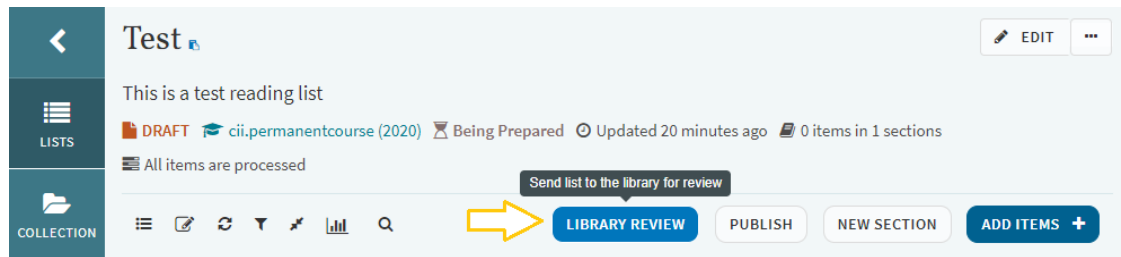 Test
EDIT
This is a test reading list
DRAFT cii.permanentcourse (2020) Being Prepared Updated 20 minutes ago 0 items in 1 sections
LISTS
All items are processed
Send list to the library for review
COLLECTION
LIBRARY REVIEW PUBLISH NEW SECTION ADD ITEMS +